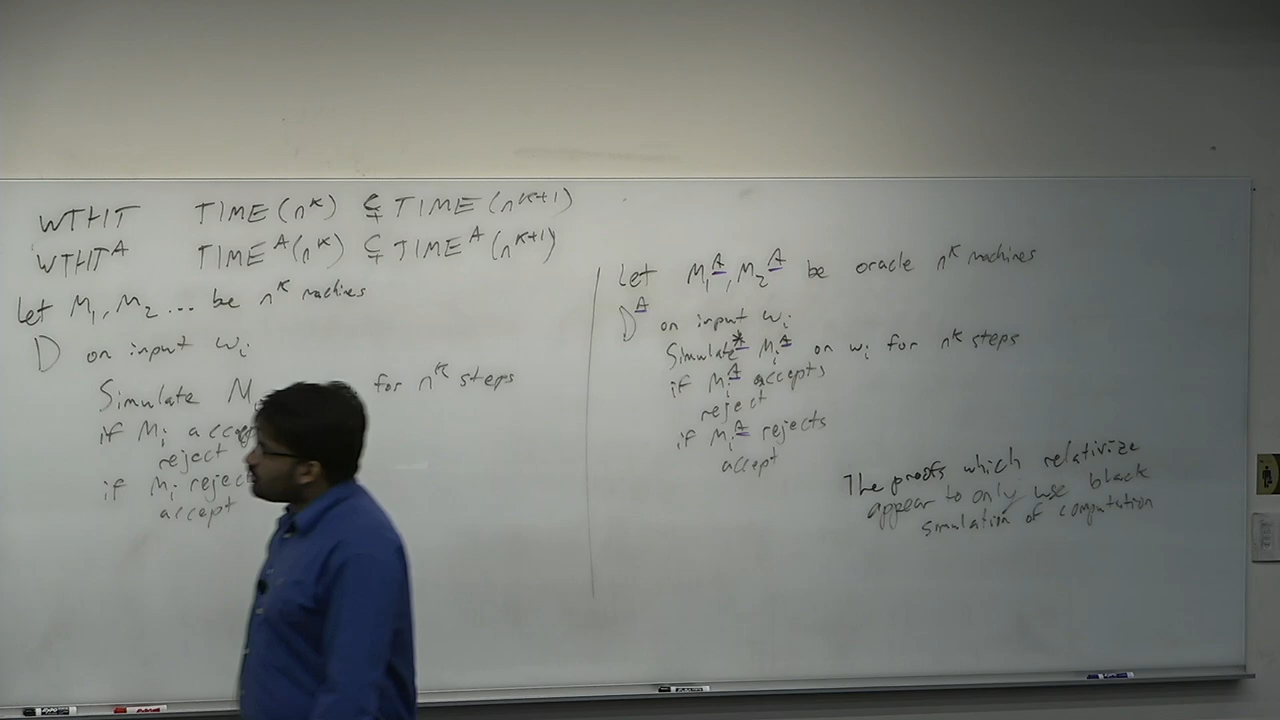 WTHT TIME(n^k) ⊊ TIME(n^k+1)
WTHT^A TIME^A(n^k) ⊊ TIME^A(n^k+1)
Let M1, M2 ... be n^k machines
D on input wi
Simulate M for n^k steps
if Mi accep
reject
if Mi reject
accept
Let M1^A, M2^A be oracle n^k machines
D^A on input wi
Simulate* Mi^A on wi for n^k steps
if Mi^A accepts
reject
if Mi^A rejects
accept
The proofs which relativize
appear to only use black
simulation of computation